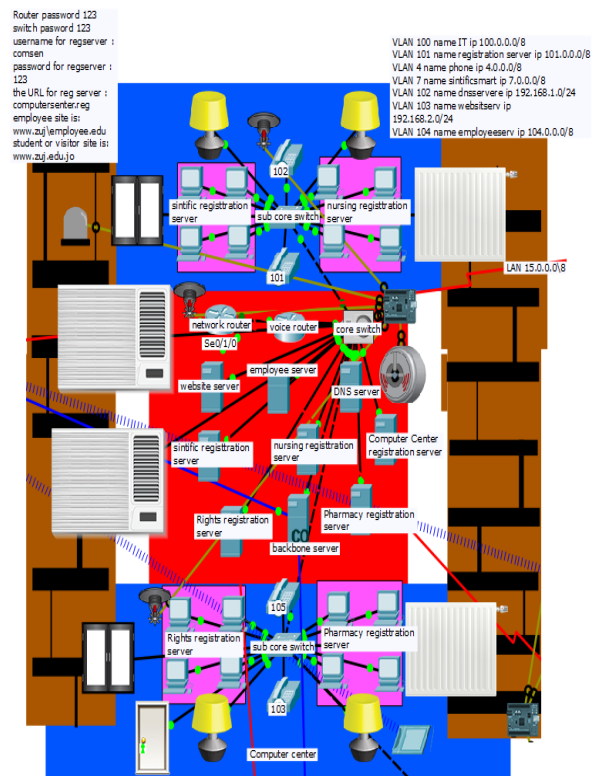 Router password 123
switch pasword 123
username for regserver :
comsen
password for regserver :
123
the URL for reg server :
computersenter.reg
employee site is:
www.zuj\employee.edu
student or visitor site is:
www.zuj.edu.jo
VLAN 100 name IT ip 100.0.0.0/8
VLAN 101 name registration server ip 101.0.0.0/8
VLAN 4 name phone ip 4.0.0.0/8
VLAN 7 name sintificsmart ip 7.0.0.0/8
VLAN 102 name dnsservere ip 192.168.1.0/24
VLAN 103 name websitserv ip
192.168.2.0/24
VLAN 104 name employeeserv ip 104.0.0.0/8
102
sintific registtration
server
sub core switch
nursing registtration
server
101
LAN 15.0.0.0\8
network router
Se0/1/0
voice router
core switch
website server
employee server
DNS server
sintific registtration
server
nursing registtration
server
Computer Center
registration server
Rights registration
server
Pharmacy registration
server
backbone server
105
Rights registration
server
sub core switch
Pharmacy registration
server
103
Computer center